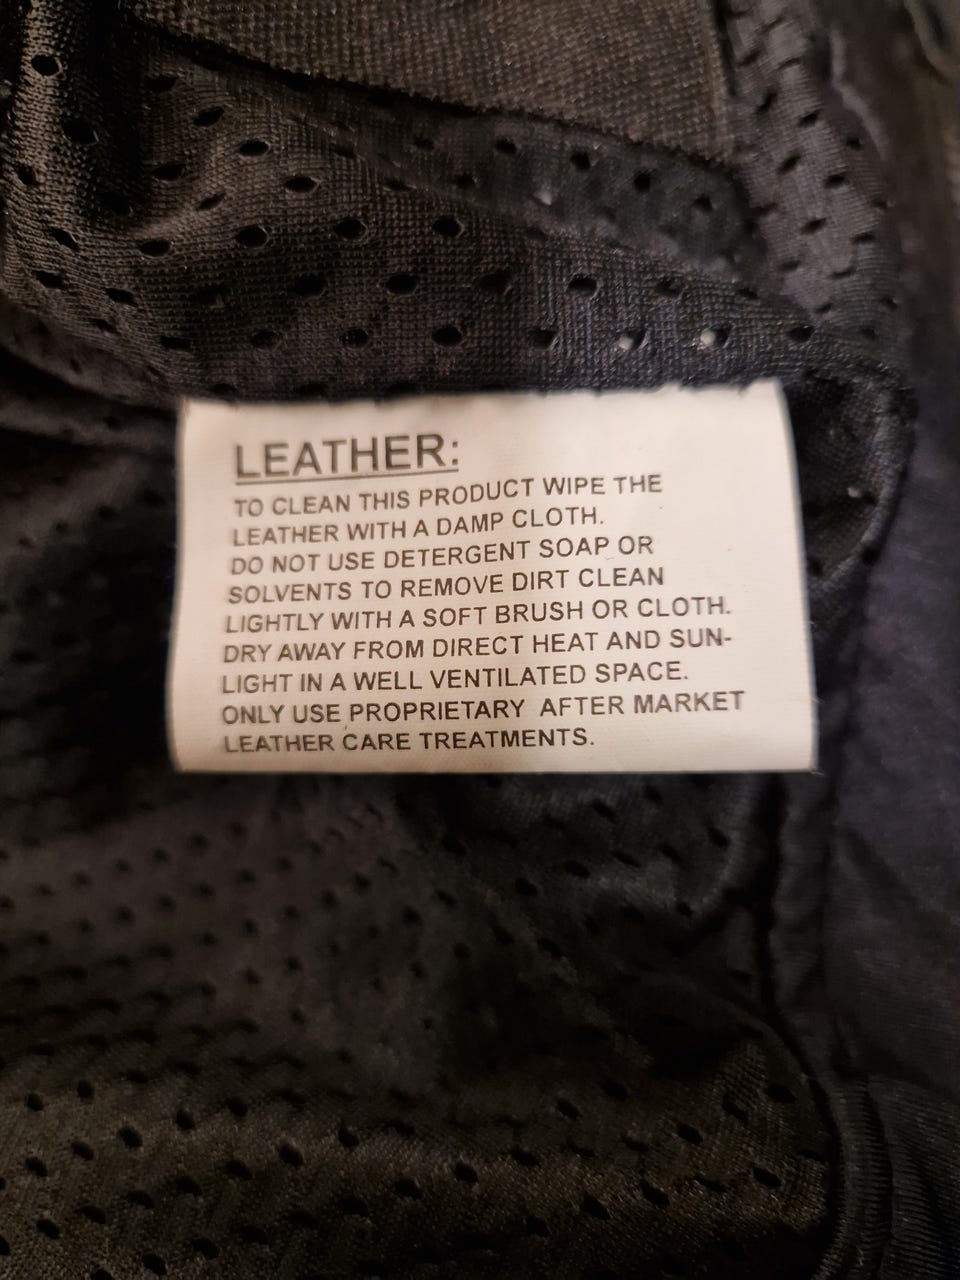 LEATHER:
TO CLEAN THIS PRODUCT WIPE THE
LEATHER WITH A DAMP CLOTH.
DO NOT USE DETERGENT SOAP OR
SOLVENTS TO REMOVE DIRT CLEAN
LIGHTLY WITH A SOFT BRUSH OR CLOTH.
DRY AWAY FROM DIRECT HEAT AND SUN-
LIGHT IN A WELL VENTILATED SPACE.
ONLY USE PROPRIETARY AFTER MARKET
LEATHER CARE TREATMENTS.